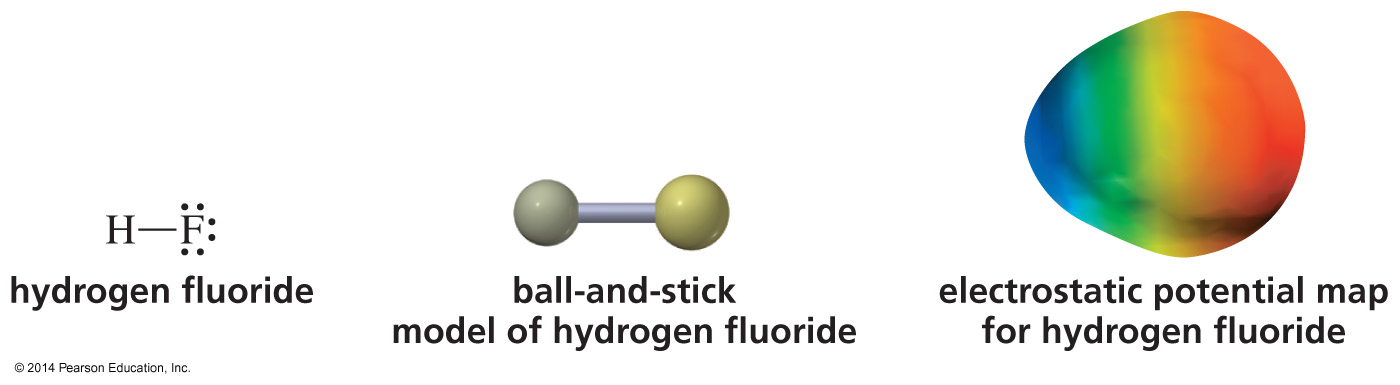 H—F
hydrogen fluoride
ball-and-stick
model of hydrogen fluoride
electrostatic potential map
for hydrogen fluoride
© 2014 Pearson Education, Inc.